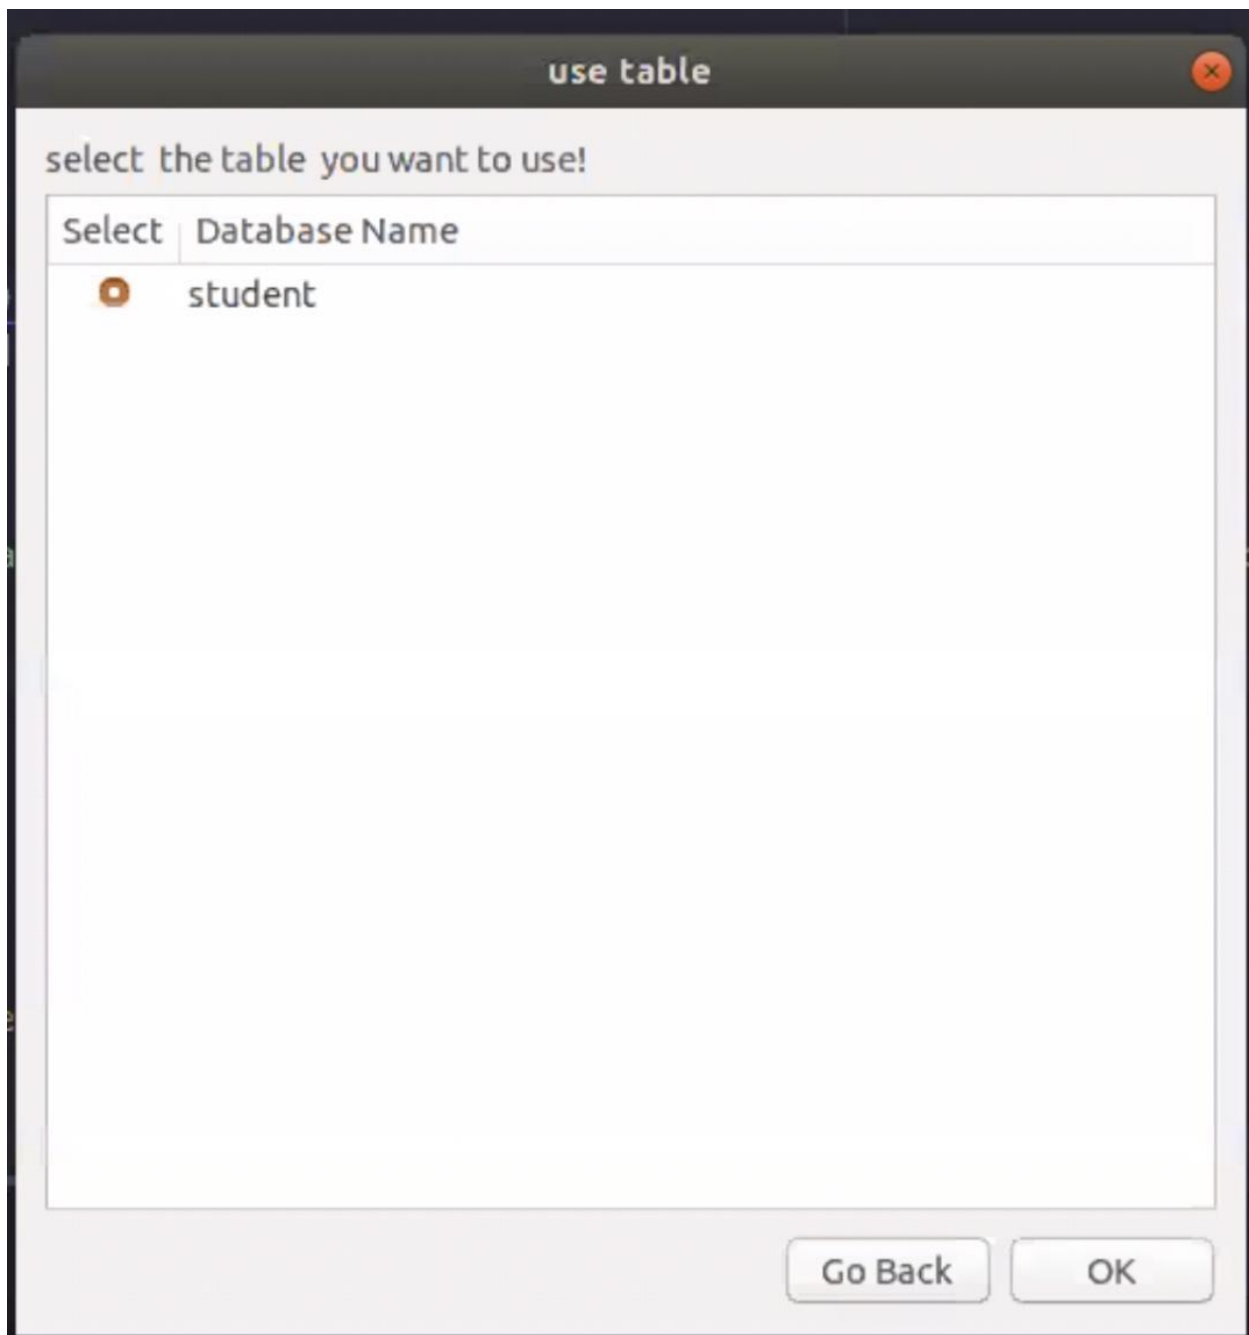 use table
select the table you want to use!
Select Database Name
student
Go Back OK